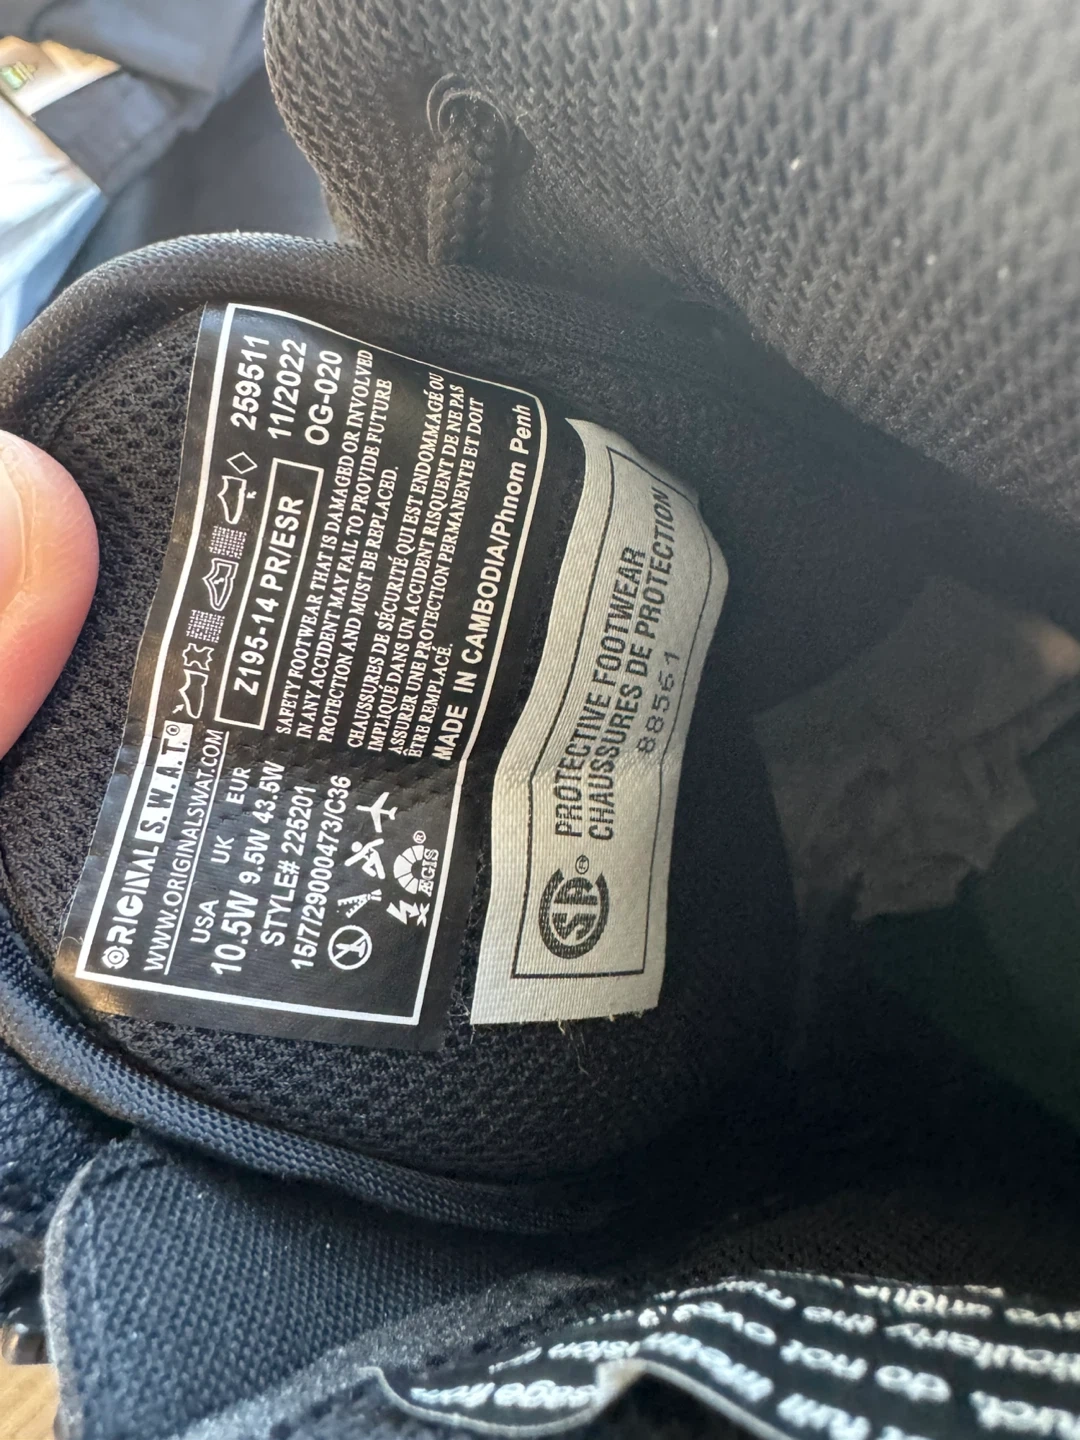 ORIGINAL S.W.A.T.®
WWW.ORIGINALSWAT.COM
USA UK EUR
10.5W 9.5W 43.5W
STYLE# 225201
15/7/29000473/C36
ÆGIS®
259511
11/2022
OG-020
Z195-14 PR/ESR
SAFETY FOOTWEAR THAT IS DAMAGED OR INVOLVED
IN ANY ACCIDENT MAY FAIL TO PROVIDE FUTURE
PROTECTION AND MUST BE REPLACED.
CHAUSSURES DE SÉCURITÉ QUI EST ENDOMMAGÉ OU
IMPLIQUÉ DANS UN ACCIDENT RISQUENT DE NE PAS
ASSURER UNE PROTECTION PERMANENTE ET DOIT
ÊTRE REMPLACÉ.
MADE IN CAMBODIA/Phnom Penh
CSA®
PROTECTIVE FOOTWEAR
CHAUSSURES DE PROTECTION
88561
do not